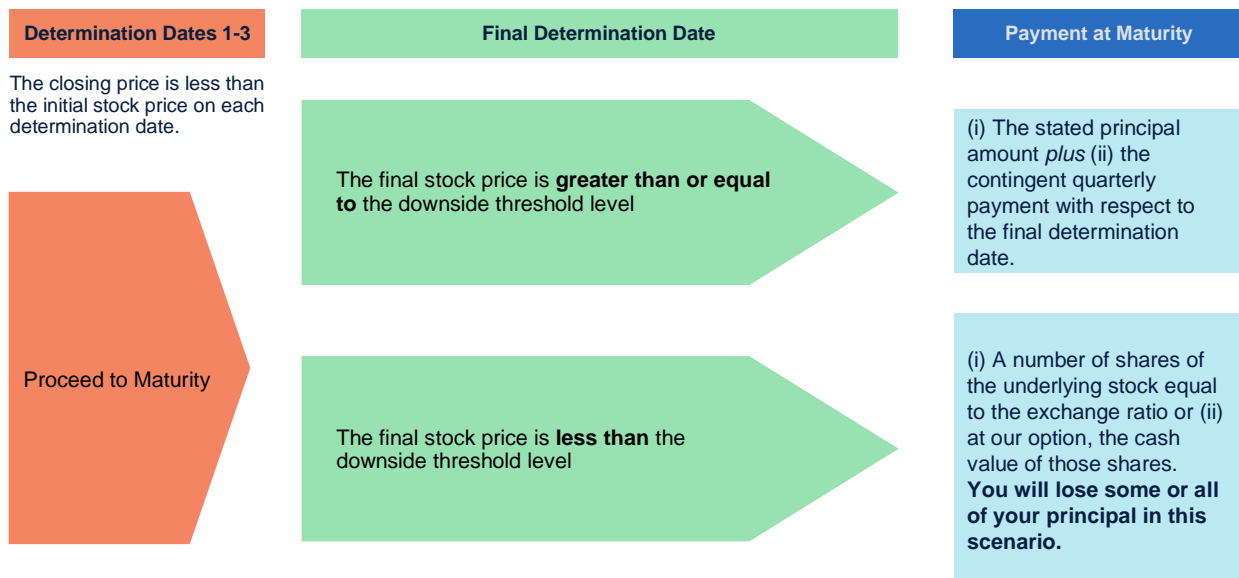 Determination Dates 1-3
Final Determination Date
Payment at Maturity
The closing price is less than
the initial stock price on each
determination date.
Proceed to Maturity
The final stock price is greater than or equal
to the downside threshold level
(i) The stated principal
amount plus (ii) the
contingent quarterly
payment with respect to
the final determination
date.
The final stock price is less than the
downside threshold level
(i) A number of shares of
the underlying stock equal
to the exchange ratio or (ii)
at our option, the cash
value of those shares.
You will lose some or all
of your principal in this
scenario.